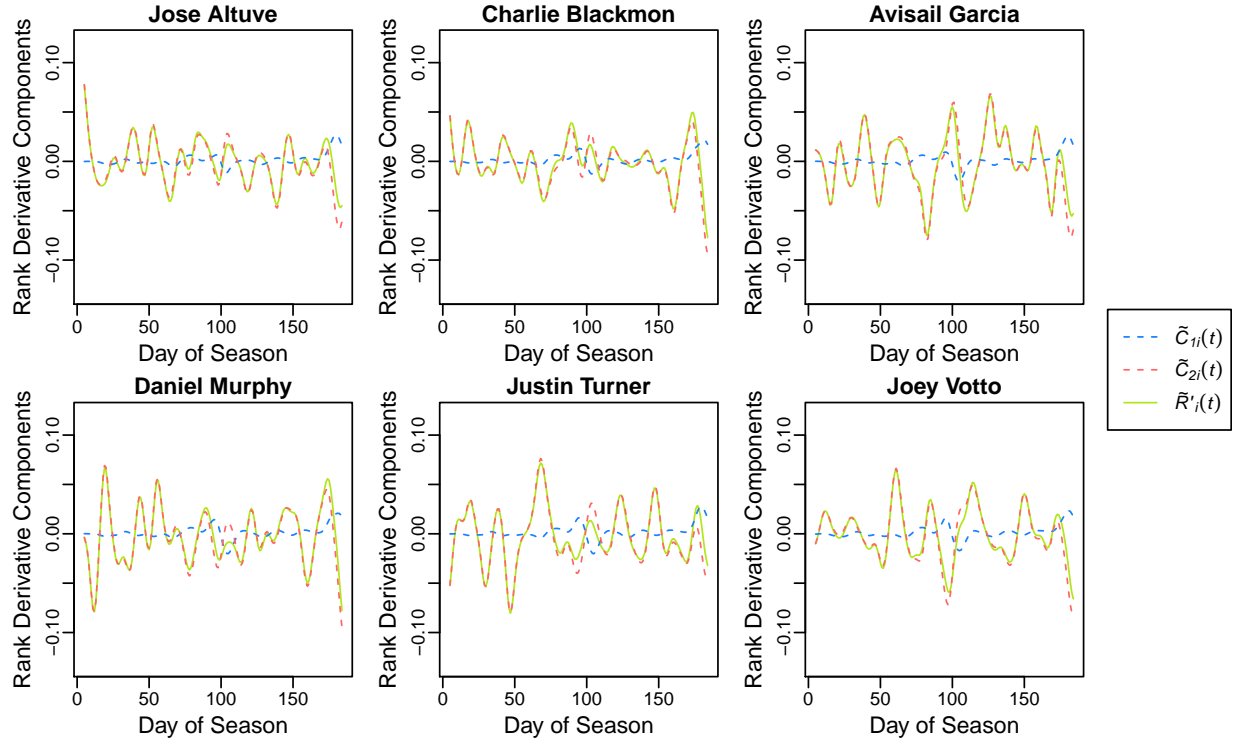 Jose Altuve
Rank Derivative Components
0.10
0.00
−0.10
0 50 100 150
Day of Season
Charlie Blackmon
Rank Derivative Components
0.10
0.00
−0.10
0 50 100 150
Day of Season
Avisail Garcia
Rank Derivative Components
0.10
0.00
−0.10
0 50 100 150
Day of Season
C̃₁ᵢ(t)
C̃₂ᵢ(t)
R̃'ᵢ(t)
Daniel Murphy
Rank Derivative Components
0.10
0.00
−0.10
0 50 100 150
Day of Season
Justin Turner
Rank Derivative Components
0.10
0.00
−0.10
0 50 100 150
Day of Season
Joey Votto
Rank Derivative Components
0.10
0.00
−0.10
0 50 100 150
Day of Season